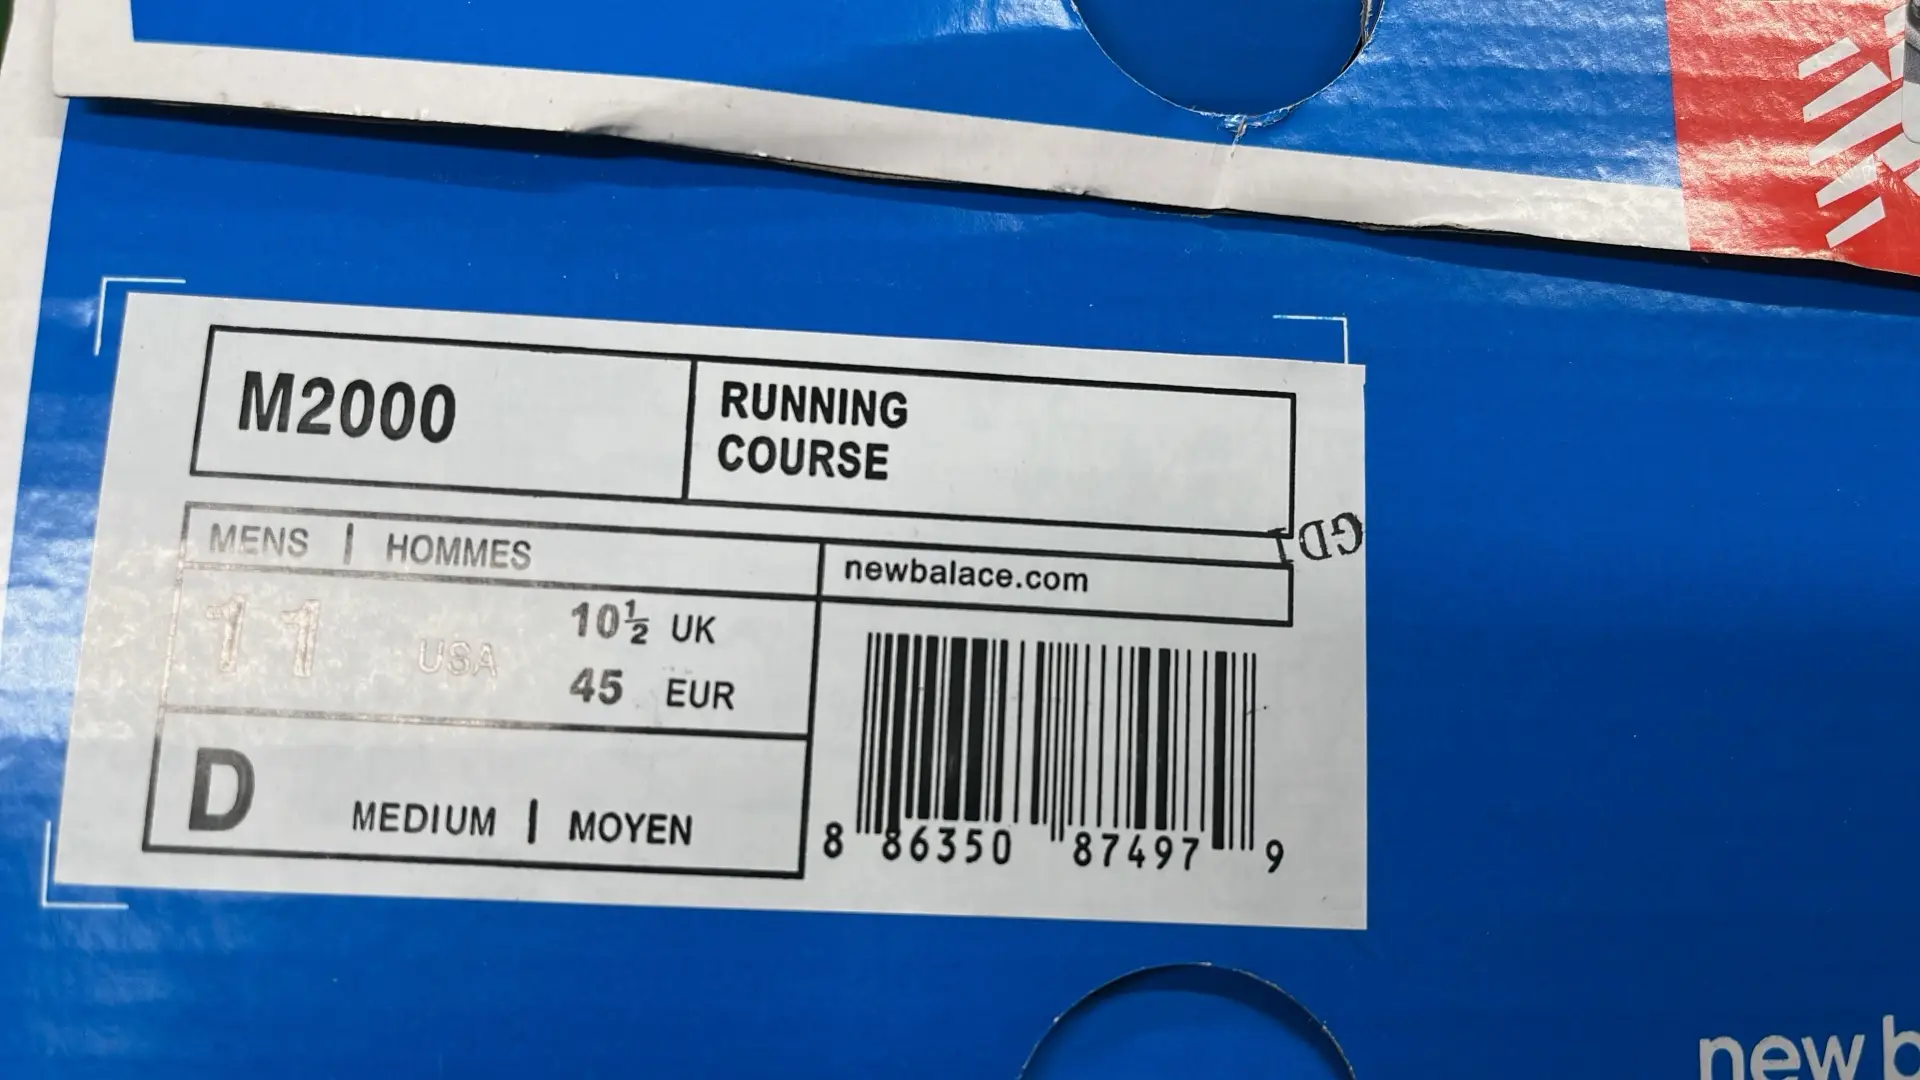 M2000
RUNNING
COURSE
MENS | HOMMES
newbalace.com
GD1
11 USA
10½ UK
45 EUR
D MEDIUM | MOYEN
8 86350 87497 9
new b